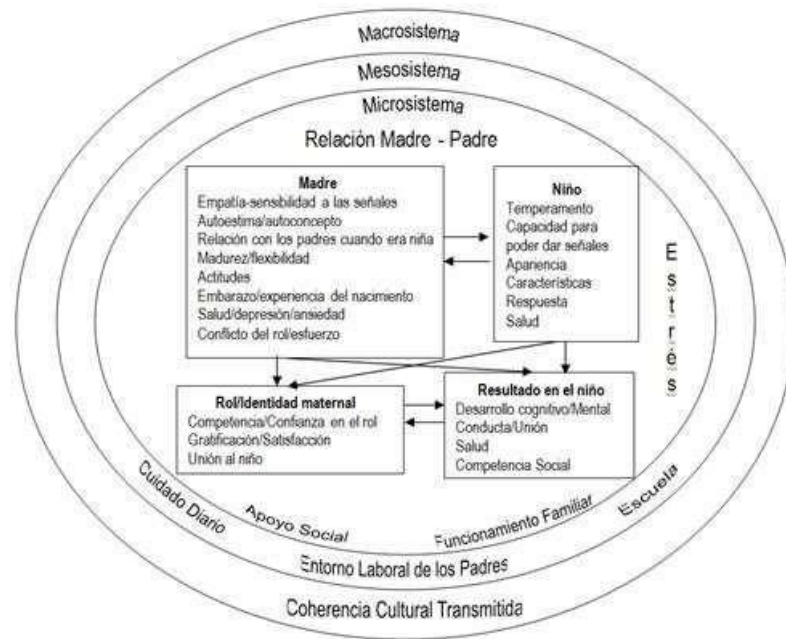 Macrosistema
Mesosistema
Microsistema
Relación Madre - Padre
Madre
Empatía-sensibilidad a las señales
Autoestima/autoconcepto
Relación con los padres cuando era niña
Madurez/flexibilidad
Actitudes
Embarazo/experiencia del nacimiento
Salud/depresión/ansiedad
Conflicto del rol/esfuerzo
Niño
Temperamento
Capacidad para
poder dar señales
Apariencia
Características
Respuesta
Salud
Estrés
Rol/Identidad maternal
Competencia/Confianza en el rol
Gratificación/Satisfacción
Unión al niño
Resultado en el niño
Desarrollo cognitivo/Mental
Conducta/Unión
Salud
Competencia Social
Cuidado Diario
Apoyo Social
Funcionamiento Familiar
Escuela
Entorno Laboral de los Padres
Coherencia Cultural Transmitida